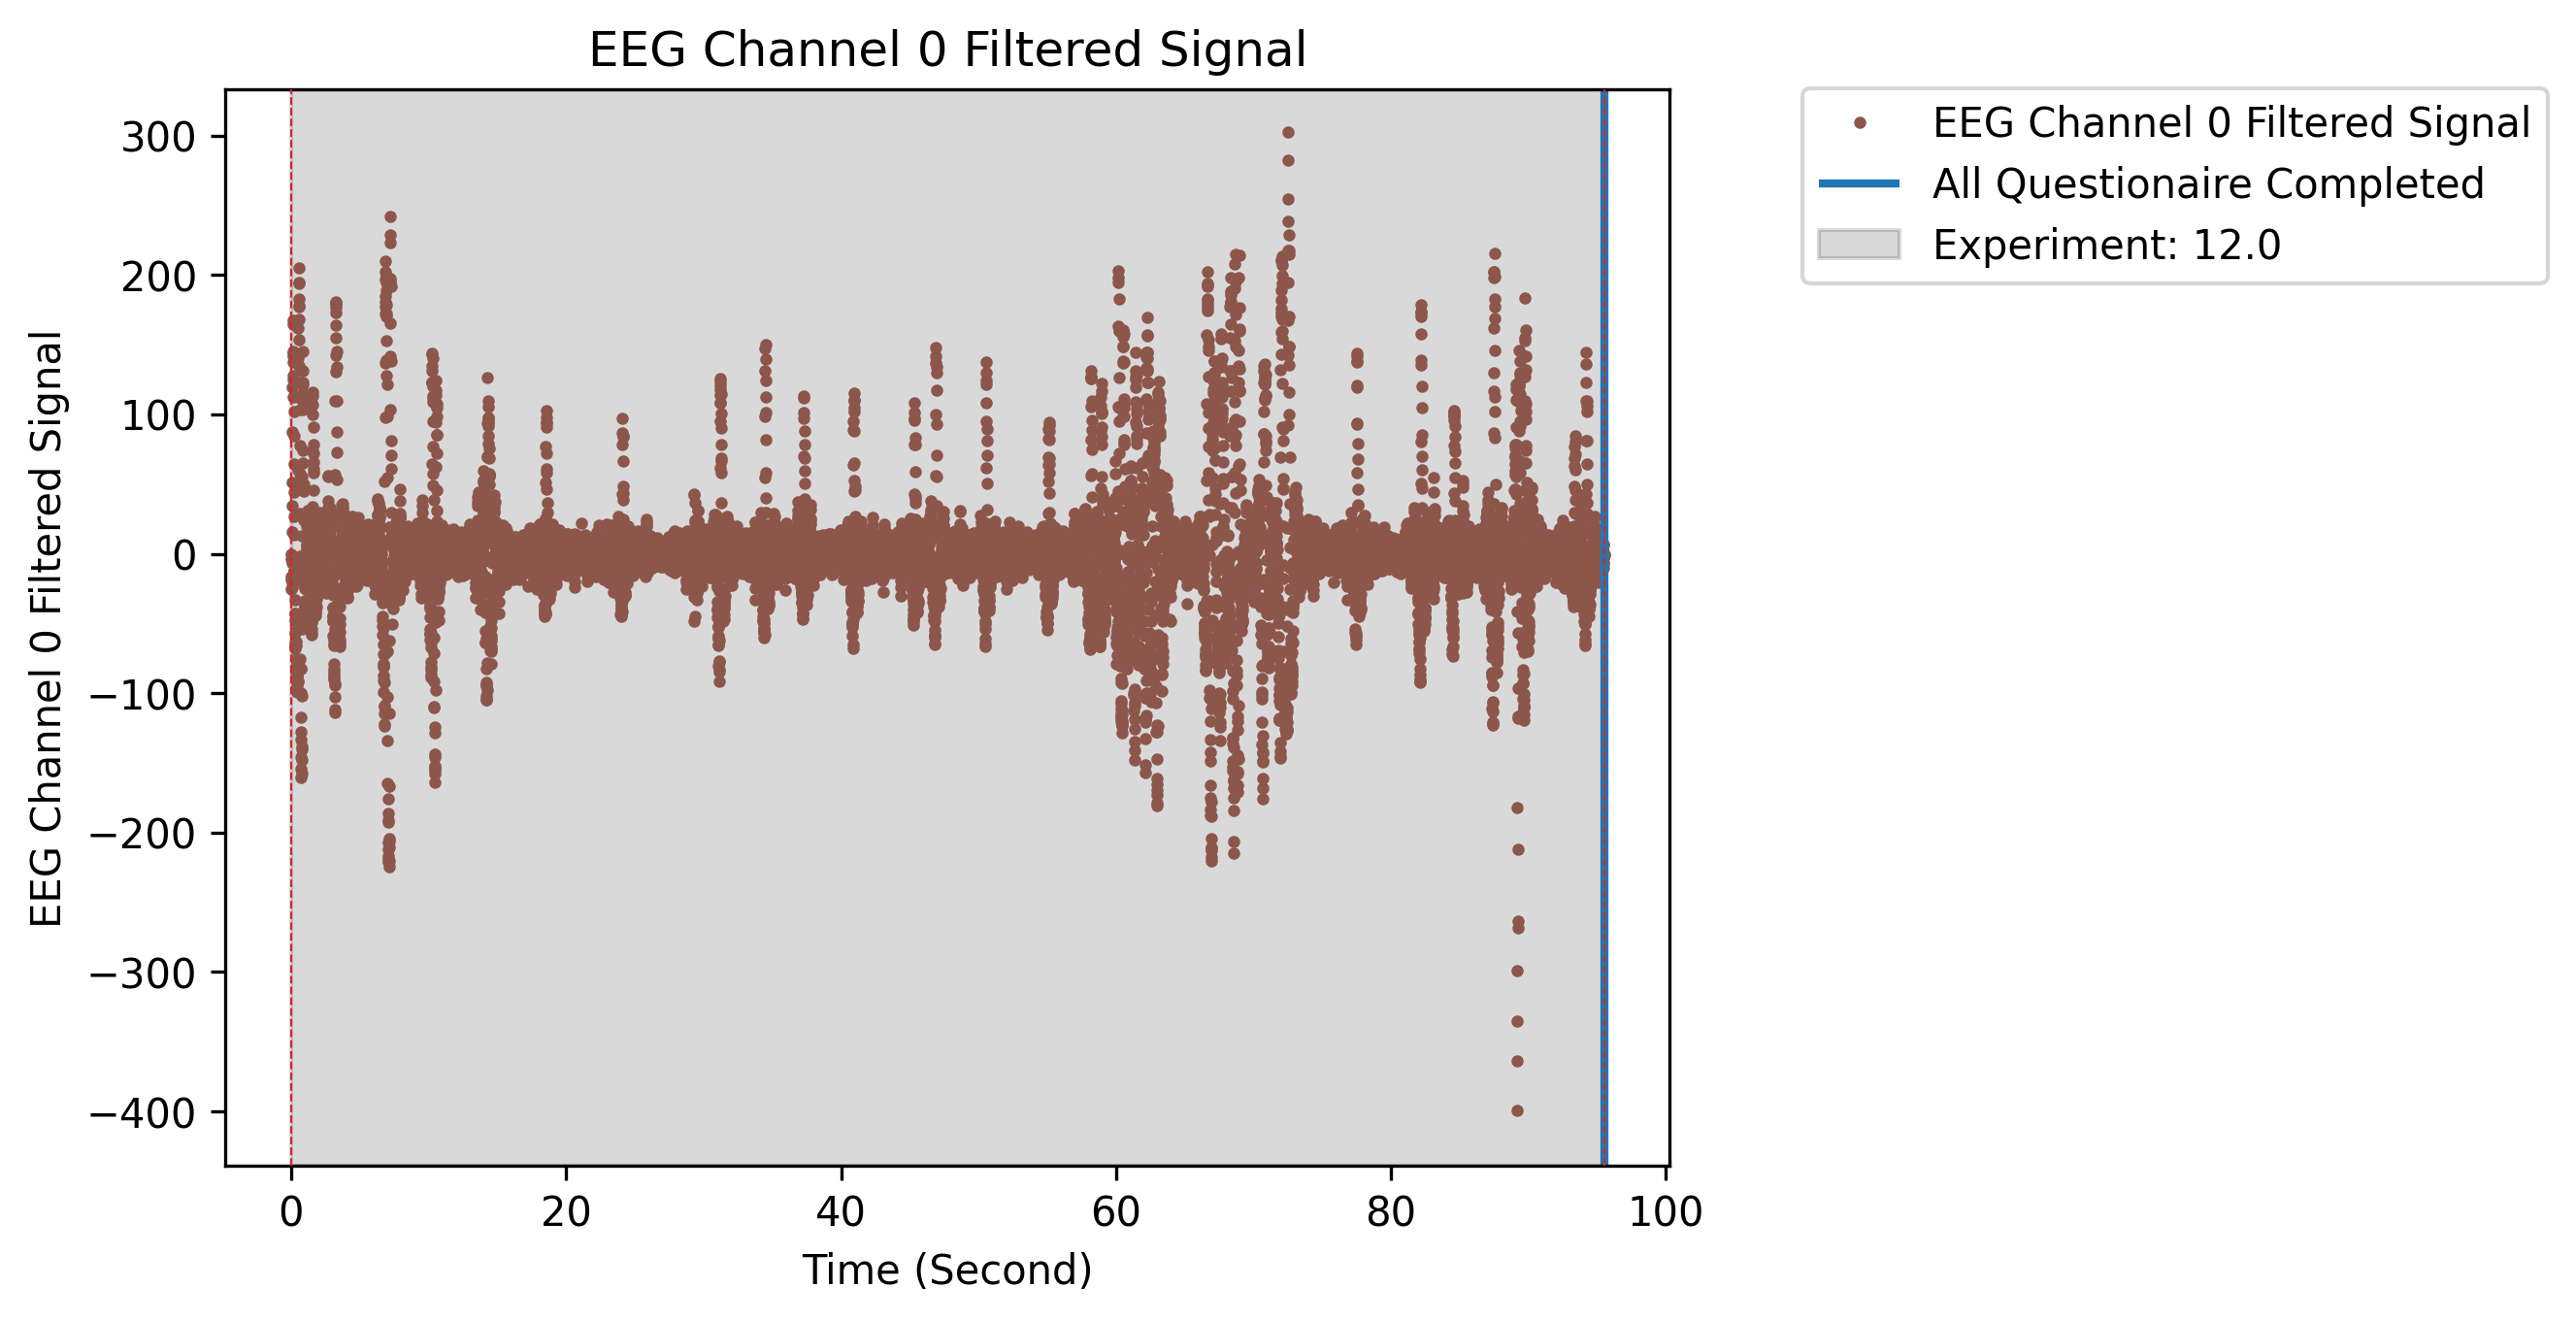 EEG Channel 0 Filtered Signal
EEG Channel 0 Filtered Signal
300
200
100
0
−100
−200
−300
−400
0
20
40
60
80
100
Time (Second)
EEG Channel 0 Filtered Signal
All Questionaire Completed
Experiment: 12.0